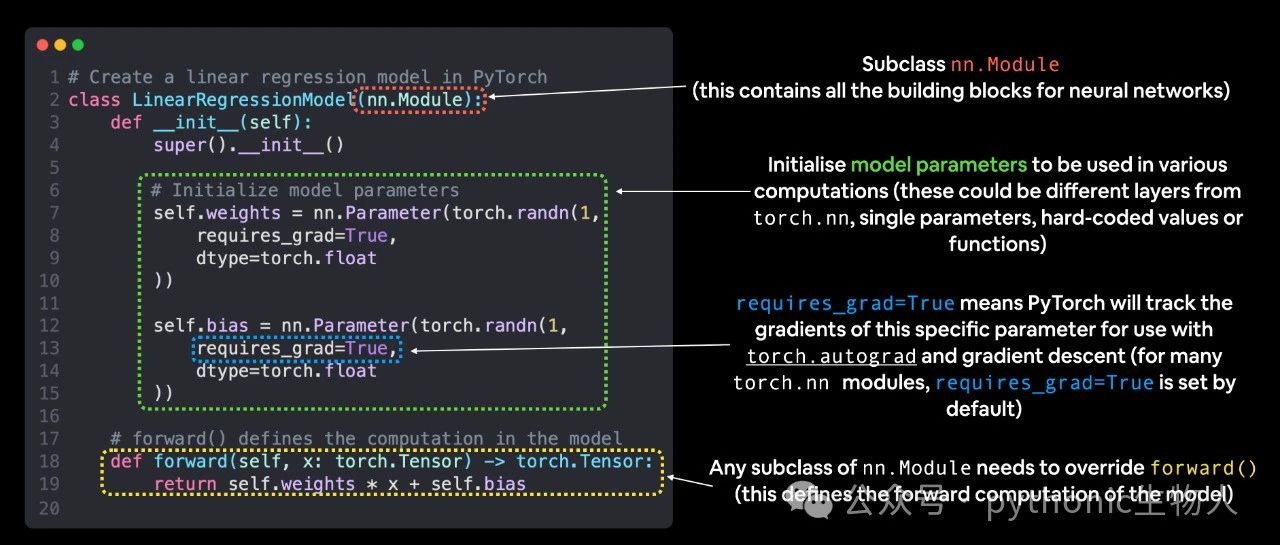 1 # Create a linear regression model in PyTorch
2 class LinearRegressionModel(nn.Module):
3 def __init__(self):
4 super().__init__()
5
6 # Initialize model parameters
7 self.weights = nn.Parameter(torch.randn(1,
8 requires_grad=True,
9 dtype=torch.float
10 ))
11
12 self.bias = nn.Parameter(torch.randn(1,
13 requires_grad=True,
14 dtype=torch.float
15 ))
16
17 # forward() defines the computation in the model
18 def forward(self, x: torch.Tensor) -> torch.Tensor:
19 return self.weights * x + self.bias
20
Subclass nn.Module
(this contains all the building blocks for neural networks)
Initialise model parameters to be used in various
computations (these could be different layers from
torch.nn, single parameters, hard-coded values or
functions)
requires_grad=True means PyTorch will track the
gradients of this specific parameter for use with
torch.autograd and gradient descent (for many
torch.nn modules, requires_grad=True is set by
default)
Any subclass of nn.Module needs to override forward()
(this defines the forward computation of the model)
公众号 · pythonic生物人